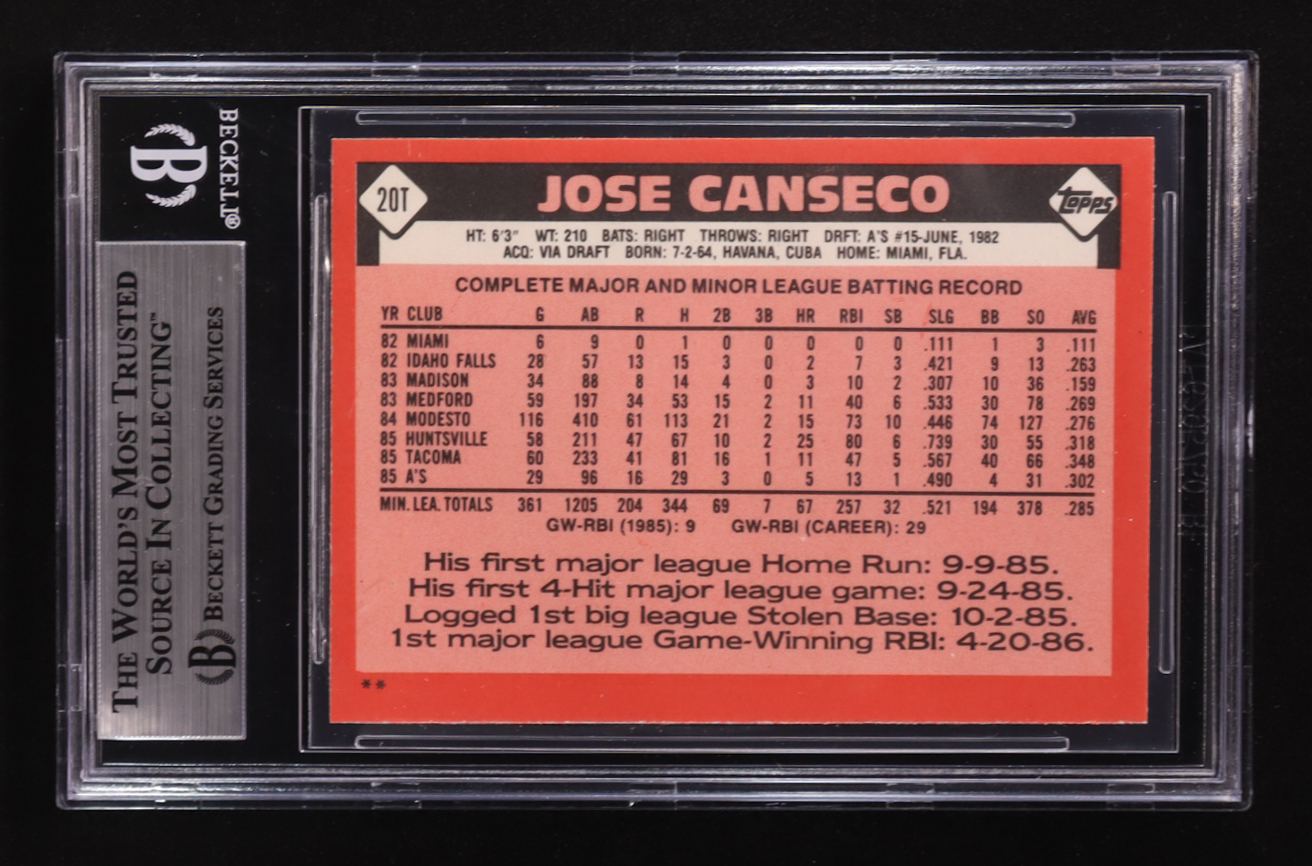 BECKETT®
B
THE WORLD'S MOST TRUSTED
SOURCE IN COLLECTING™
B BECKETT GRADING SERVICES
20T
JOSE CANSECO
Topps
HT: 6'3" WT: 210 BATS: RIGHT THROWS: RIGHT DRFT: A'S #15-JUNE, 1982
ACQ: VIA DRAFT BORN: 7-2-64, HAVANA, CUBA HOME: MIAMI, FLA.
COMPLETE MAJOR AND MINOR LEAGUE BATTING RECORD
YR CLUB G AB R H 2B 3B HR RBI SB SLG BB SO AVG
82 MIAMI 6 9 0 1 0 0 0 0 0 .111 1 3 .111
82 IDAHO FALLS 28 57 13 15 3 0 2 7 3 .421 9 13 .263
83 MADISON 34 88 8 14 4 0 3 10 2 .307 10 36 .159
83 MEDFORD 59 197 34 53 15 2 11 40 6 .533 30 78 .269
84 MODESTO 116 410 61 113 21 2 15 73 10 .446 74 127 .276
85 HUNTSVILLE 58 211 47 67 10 2 25 80 6 .739 30 55 .318
85 TACOMA 60 233 41 81 16 1 11 47 5 .567 40 66 .348
85 A'S 29 96 16 29 3 0 5 13 1 .490 4 31 .302
MIN. LEA. TOTALS 361 1205 204 344 69 7 67 257 32 .521 194 378 .285
GW-RBI (1985): 9 GW-RBI (CAREER): 29
His first major league Home Run: 9-9-85.
His first 4-Hit major league game: 9-24-85.
Logged 1st big league Stolen Base: 10-2-85.
1st major league Game-Winning RBI: 4-20-86.
**